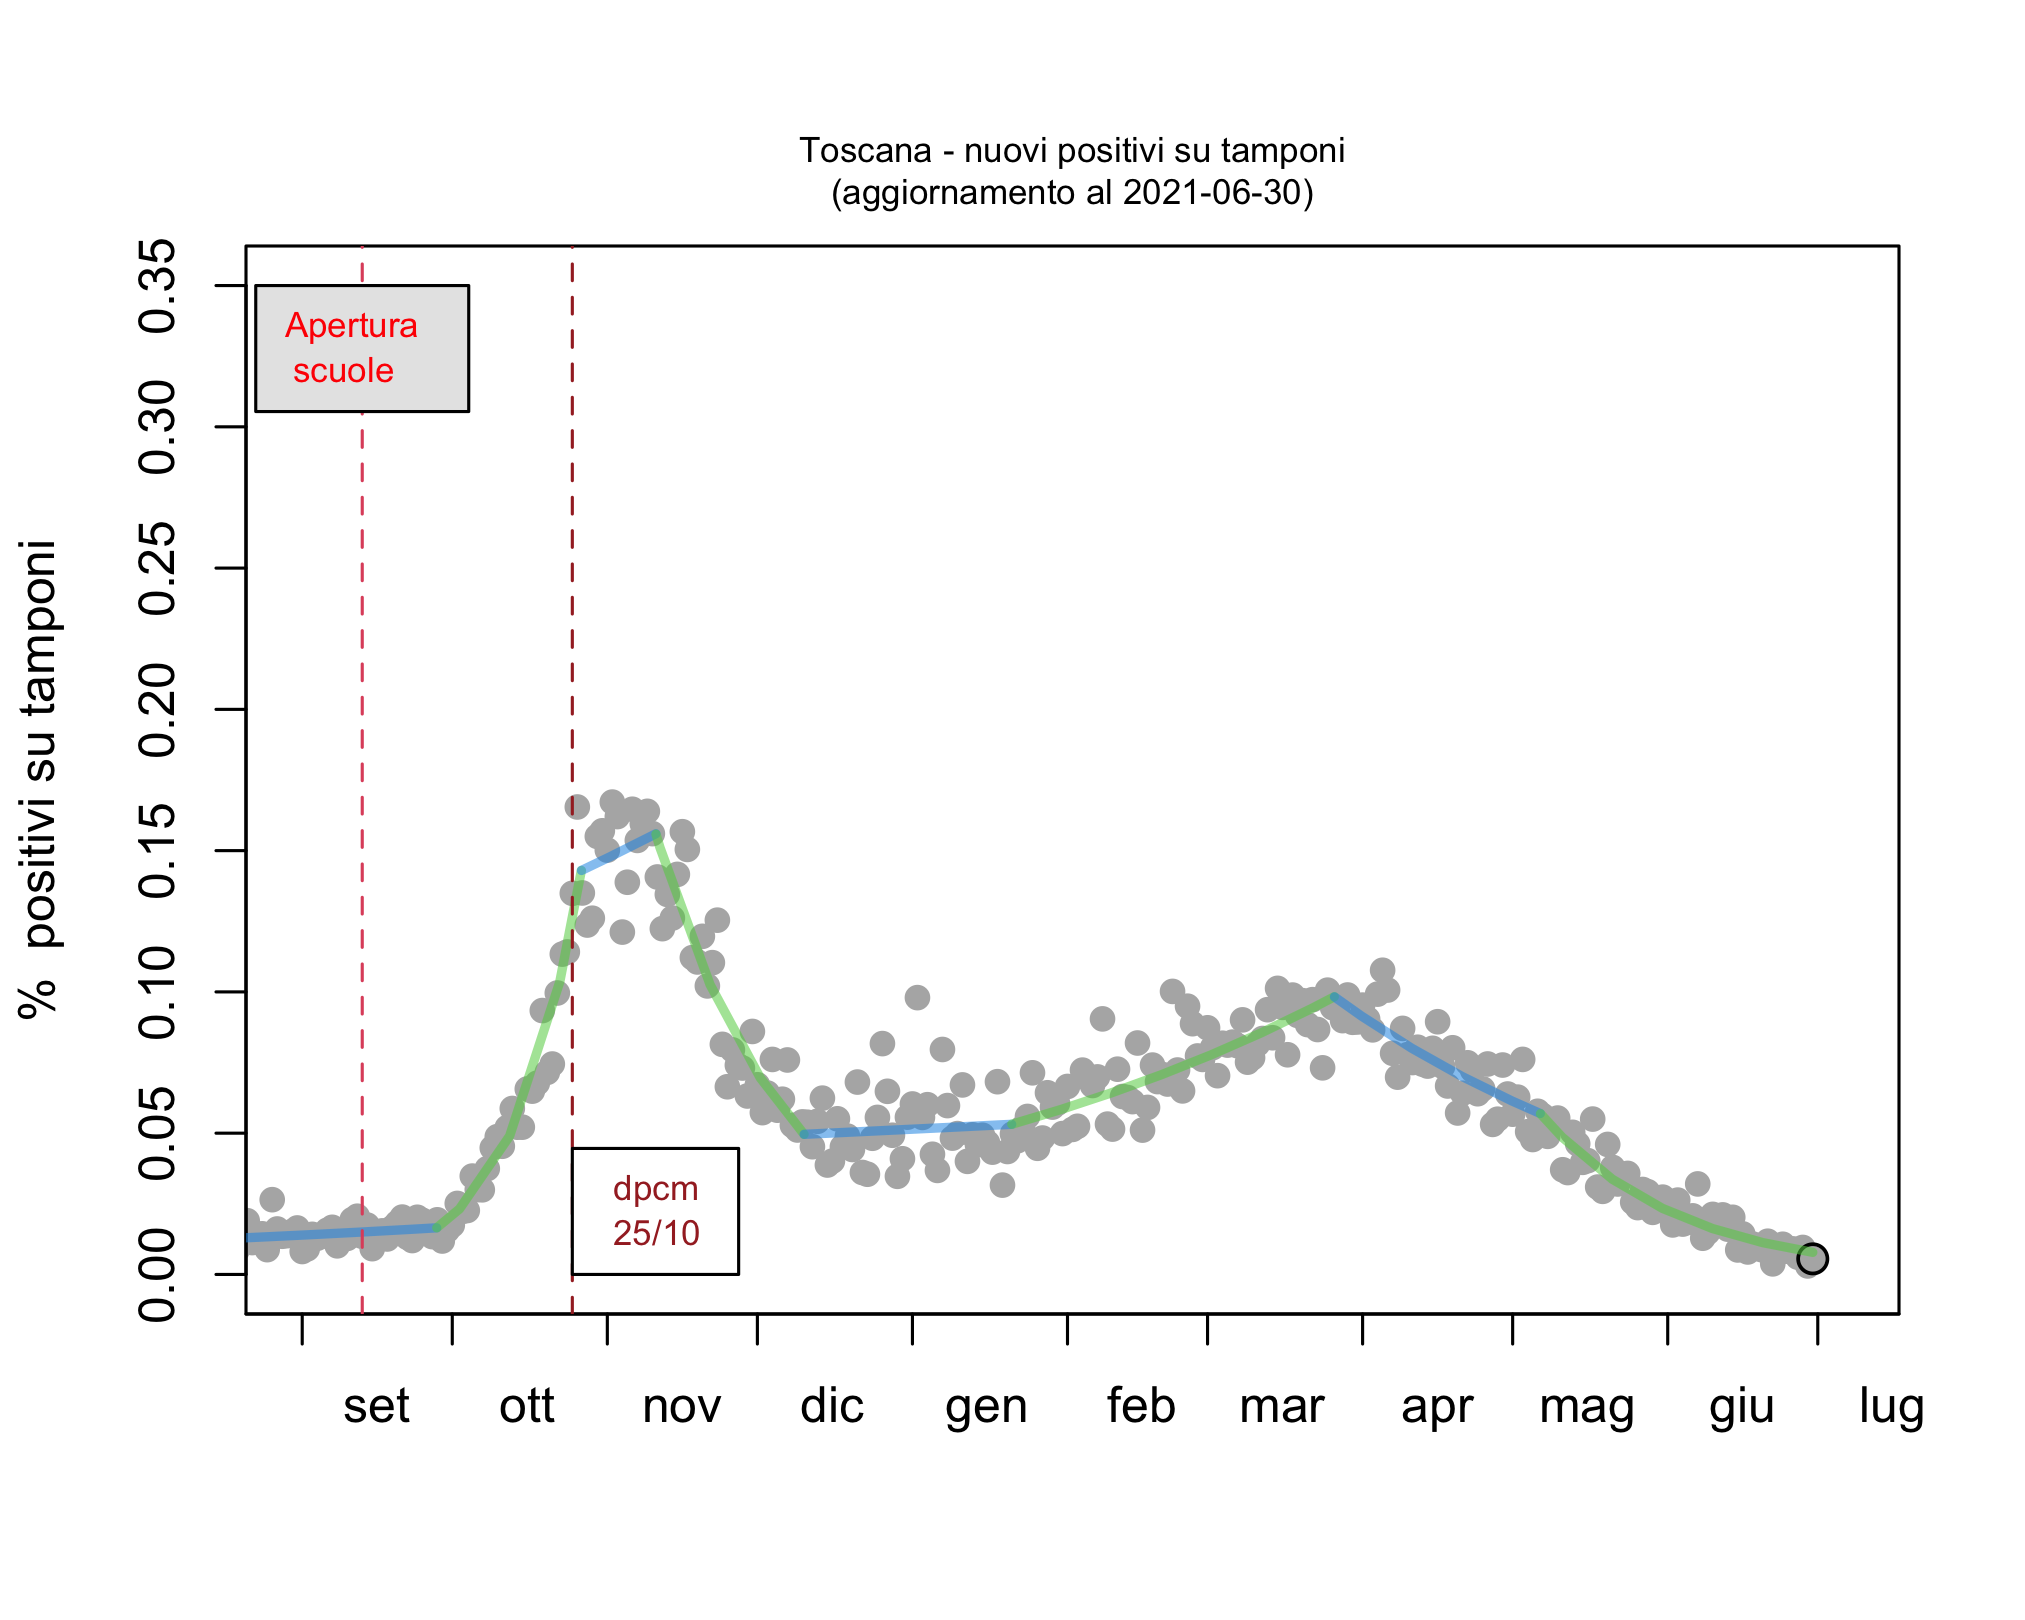 Toscana - nuovi positivi su tamponi
(aggiornamento al 2021-06-30)
% positivi su tamponi
0.35
0.30
0.25
0.20
0.15
0.10
0.05
0.00
Apertura
scuole
dpcm
25/10
set ott nov dic gen feb mar apr mag giu lug